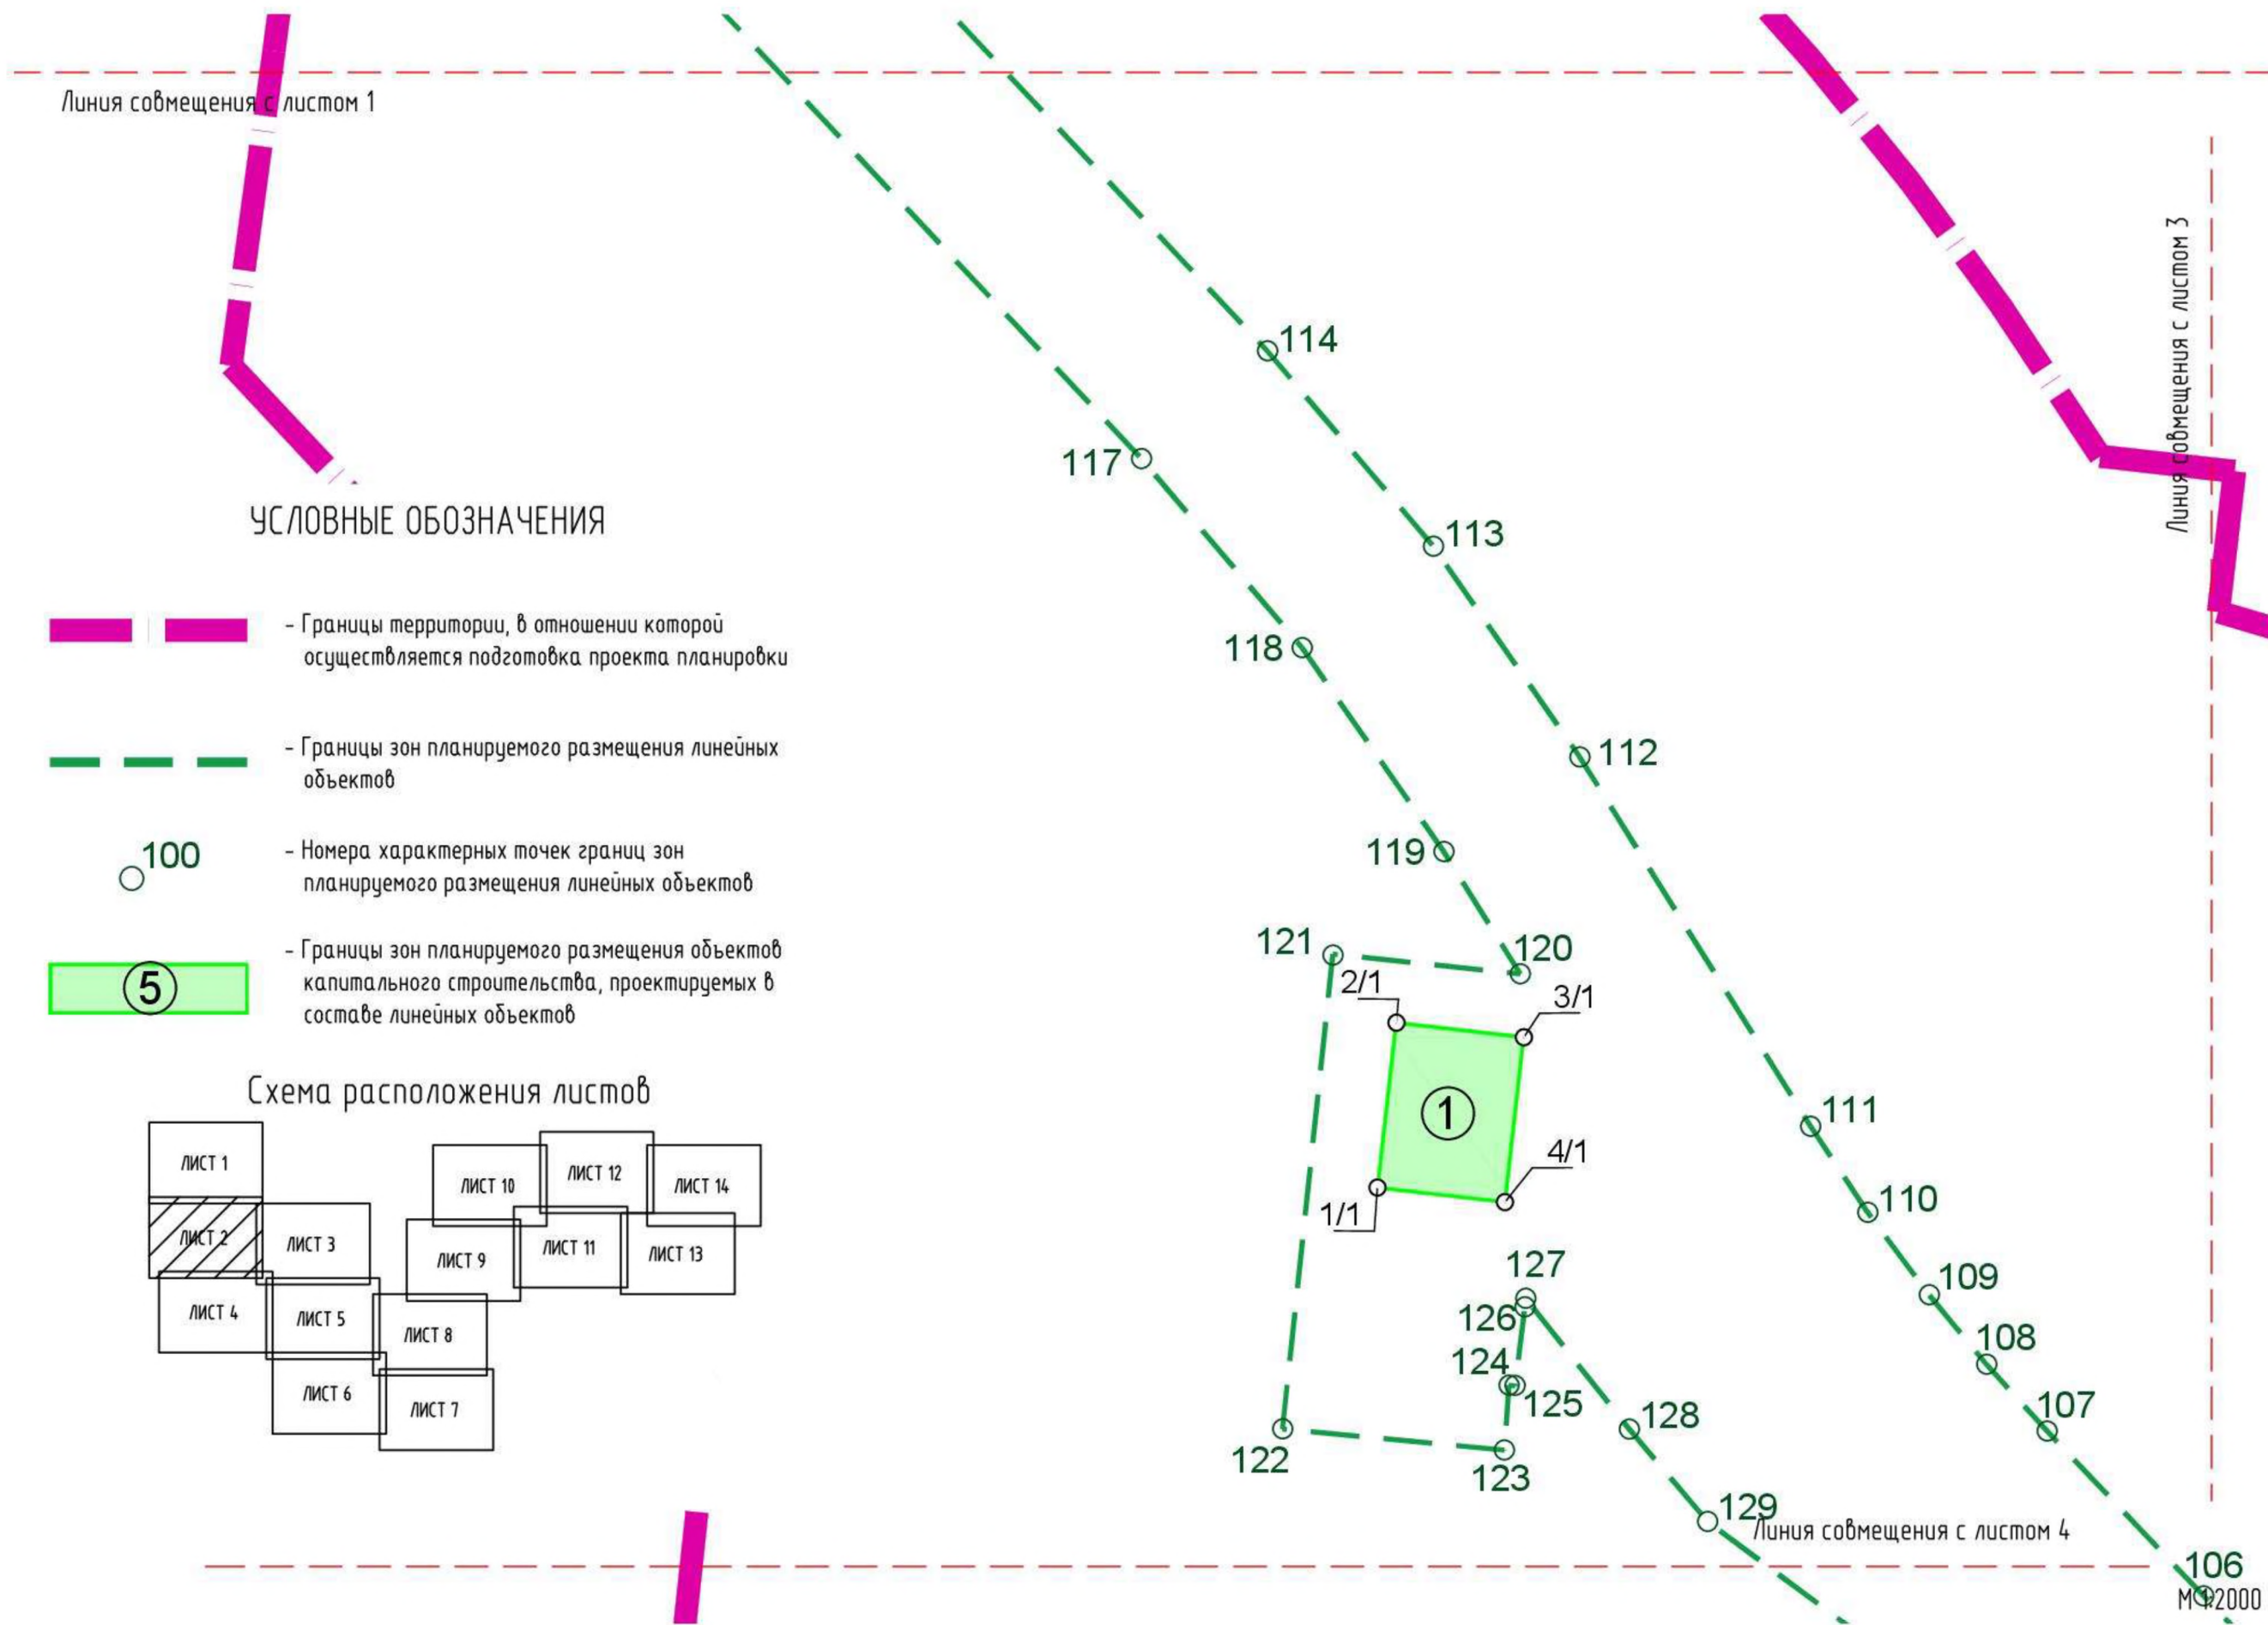 Линия совмещения с листом 1
Линия совмещения с листом 3
114
117
113
УСЛОВНЫЕ ОБОЗНАЧЕНИЯ
- Границы территории, в отношении которой
осуществляется подготовка проекта планировки
118
- Границы зон планируемого размещения линейных
объектов
112
100
- Номера характерных точек границ зон
планируемого размещения линейных объектов
119
- Границы зон планируемого размещения объектов
капитального строительства, проектируемых в
составе линейных объектов
5
121
120
2/1
3/1
1
111
4/1
1/1
110
Схема расположения листов
ЛИСТ 1
ЛИСТ 2
ЛИСТ 3
ЛИСТ 4
ЛИСТ 5
ЛИСТ 6
ЛИСТ 7
ЛИСТ 8
ЛИСТ 9
ЛИСТ 10
ЛИСТ 11
ЛИСТ 12
ЛИСТ 13
ЛИСТ 14
127
126
109
124
108
125
128
107
122
123
129
Линия совмещения с листом 4
106
М 1:2000